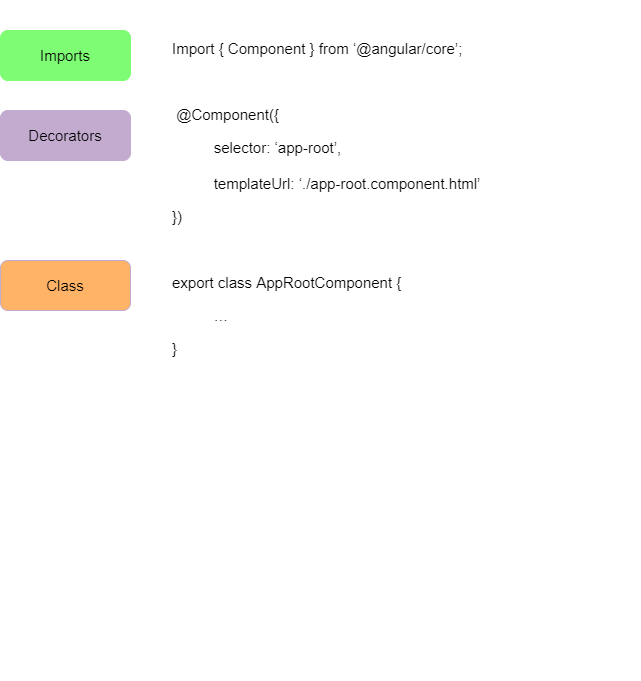 Imports
Import { Component } from ‘@angular/core’;
Decorators
@Component({
selector: ‘app-root’,
templateUrl: ‘./app-root.component.html’
})
Class
export class AppRootComponent {
…
}